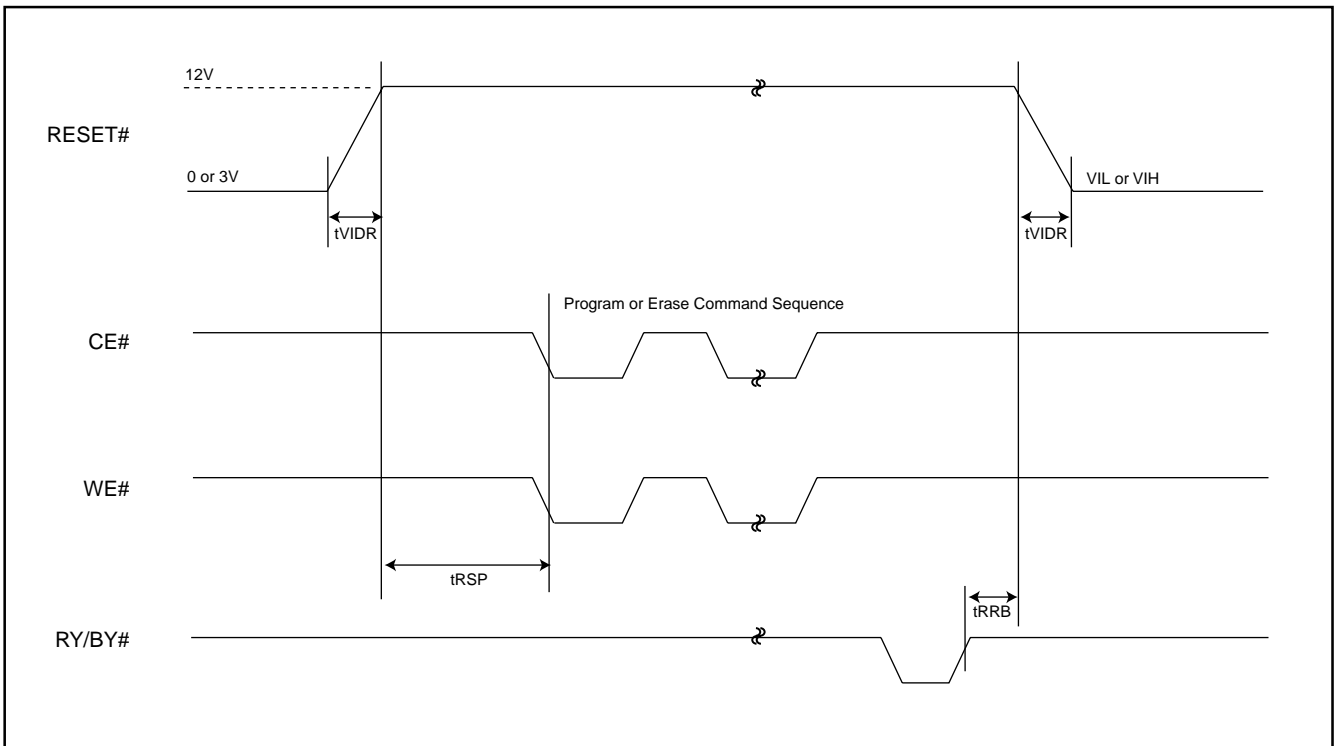 12V
RESET#
0 or 3V
VIL or VIH
tVIDR
tVIDR
Program or Erase Command Sequence
CE#
WE#
tRSP
tRRB
RY/BY#